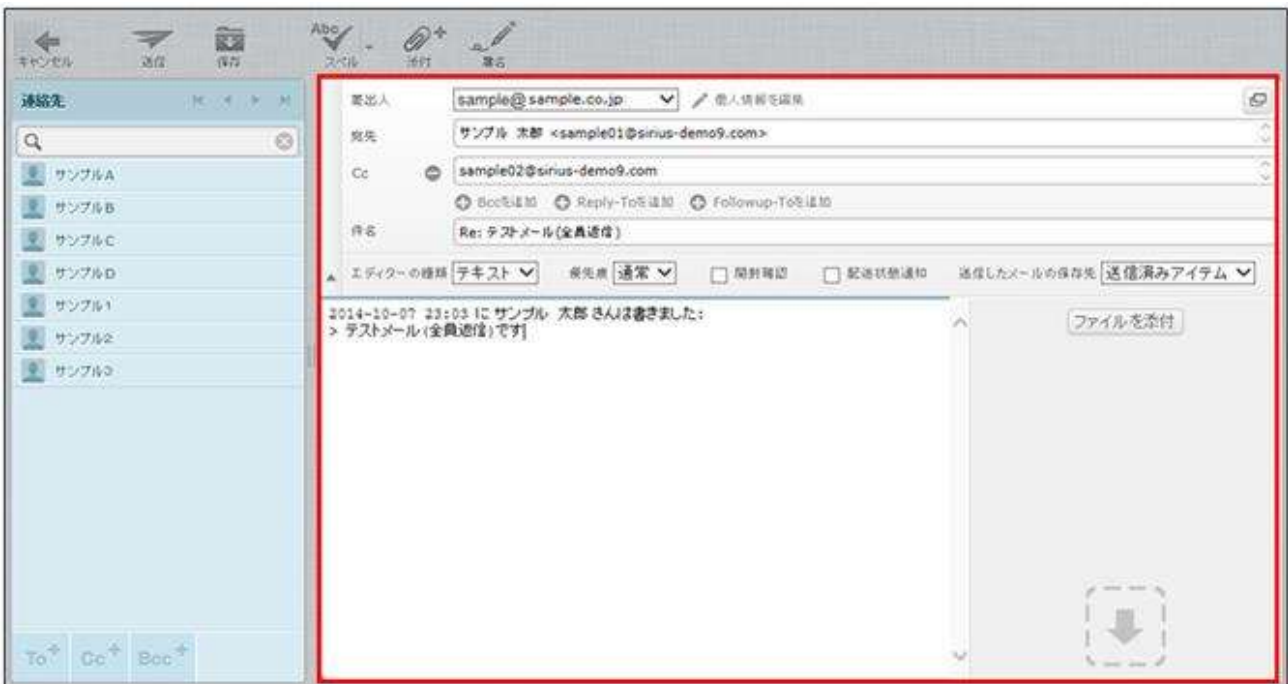 Abc
キャンセル 送信 保存 スペル 添付 署名
連絡先
サンプルA
サンプルB
サンプルC
サンプルD
サンプル1
サンプル2
サンプル3
To+ Cc+ Bcc+
差出人 sample@sample.co.jp 個人情報を編集
宛先 サンプル 太郎 <sample01@sirius-demo9.com>
Cc sample02@sirius-demo9.com
Bccを追加 Reply-Toを追加 Followup-Toを追加
件名 Re: テストメール(全員返信)
エディターの種類 テキスト 優先度 通常 開封確認 配送状態通知 送信したメールの保存先 送信済みアイテム
2014-10-07 23:03 に サンプル 太郎 さんは書きました:
> テストメール(全員返信)です
ファイルを添付